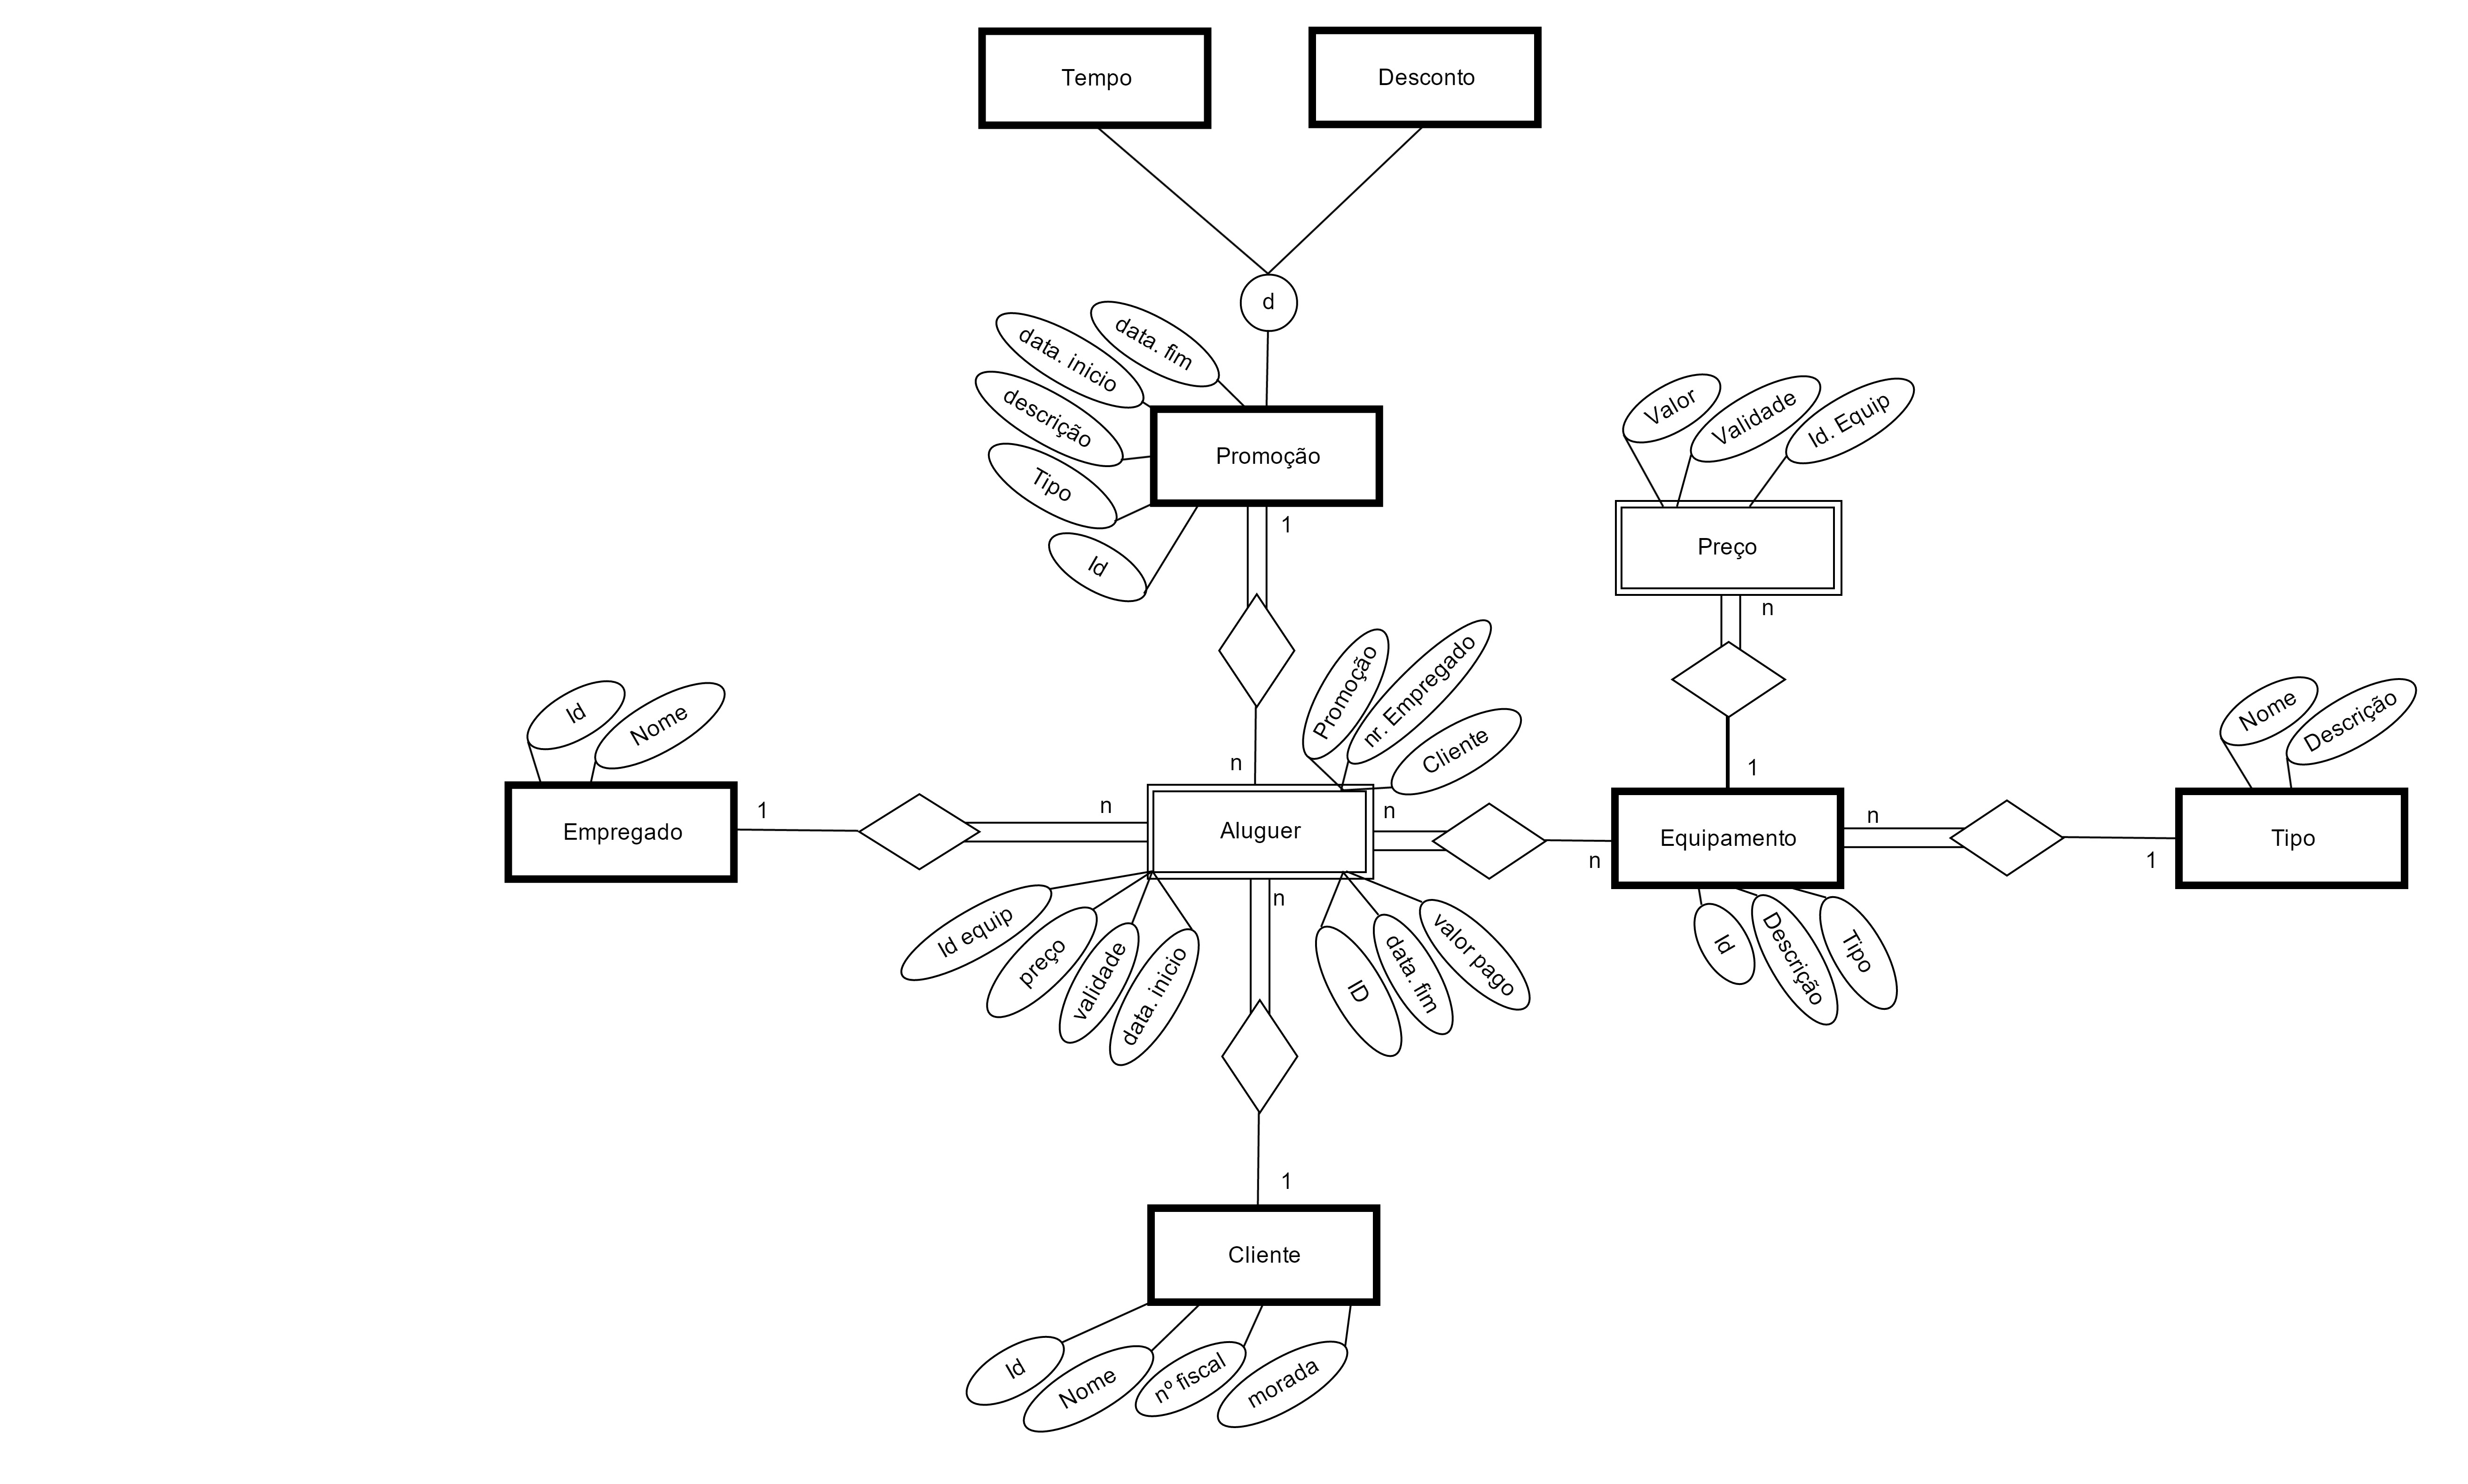 Tempo
Desconto
d
data. fim
data. inicio
descrição
Tipo
Id
Promoção
1
Valor
Validade
Id. Equip
Preço
n
Promoção
nr. Empregado
Cliente
n
Id
Nome
Empregado
1
n
Aluguer
n
n
1
Equipamento
n
1
Nome
Descrição
Tipo
Id equip
preço
validade
data. inicio
n
ID
data. fim
valor pago
Id
Descrição
Tipo
1
Cliente
Id
Nome
nº fiscal
morada